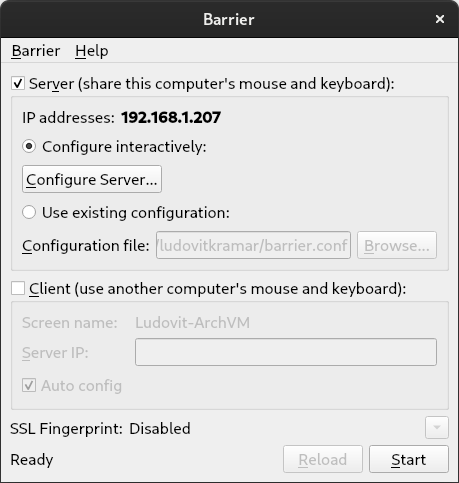 Barrier
Barrier Help
Server (share this computer's mouse and keyboard):
IP addresses: 192.168.1.207
Configure interactively:
Configure Server...
Use existing configuration:
Configuration file: /ludovitkramar/barrier.conf Browse...
Client (use another computer's mouse and keyboard):
Screen name: Ludovit-ArchVM
Server IP:
Auto config
SSL Fingerprint: Disabled
Ready Reload Start